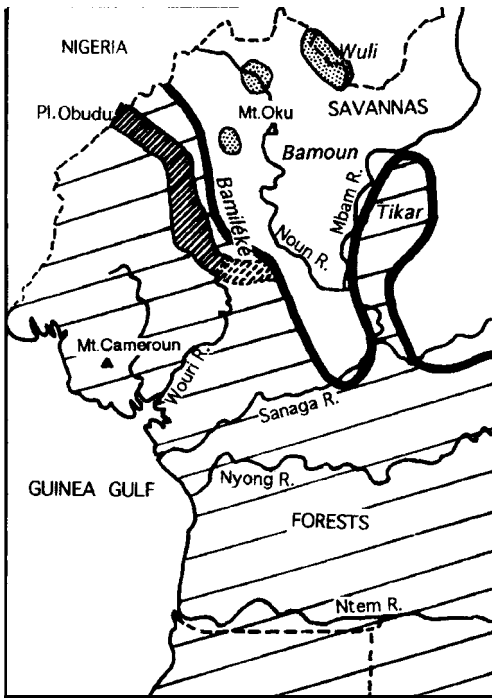 NIGERIA
Wuli
Pl. Obudu
Mt. Oku
SAVANNAS
Bamoun
Mbam R.
Tikar
Bamiléké
Noun R.
Mt. Cameroun
Wouri R.
Sanaga R.
Nyong R.
GUINEA GULF
FORESTS
Ntem R.